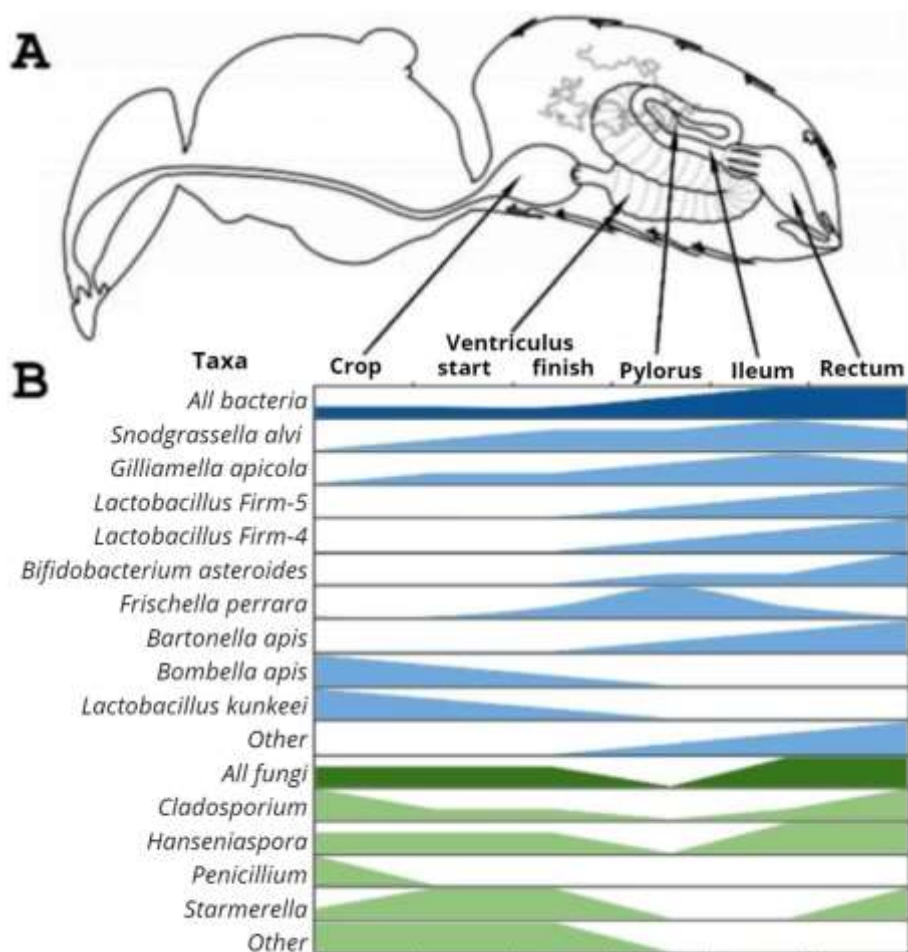 A
B
Taxa
Crop
Ventriculus
start
finish
Pylorus
Ileum
Rectum
All bacteria
Snodgrassella alvi
Gilliamella apicola
Lactobacillus Firm-5
Lactobacillus Firm-4
Bifidobacterium asteroides
Frischella perrara
Bartonella apis
Bombella apis
Lactobacillus kunkeei
Other
All fungi
Cladosporium
Hanseniaspora
Penicillium
Starmerella
Other